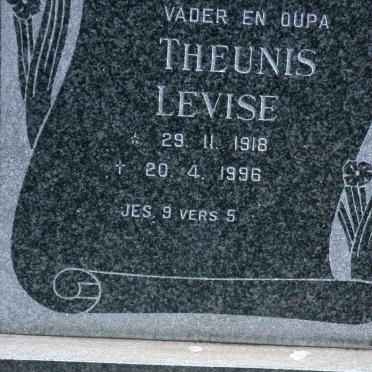 VADER EN OUPA
THEUNIS
LEVISE
* 29. 11. 1918
† 20. 4. 1996
JES. 9 VERS 5